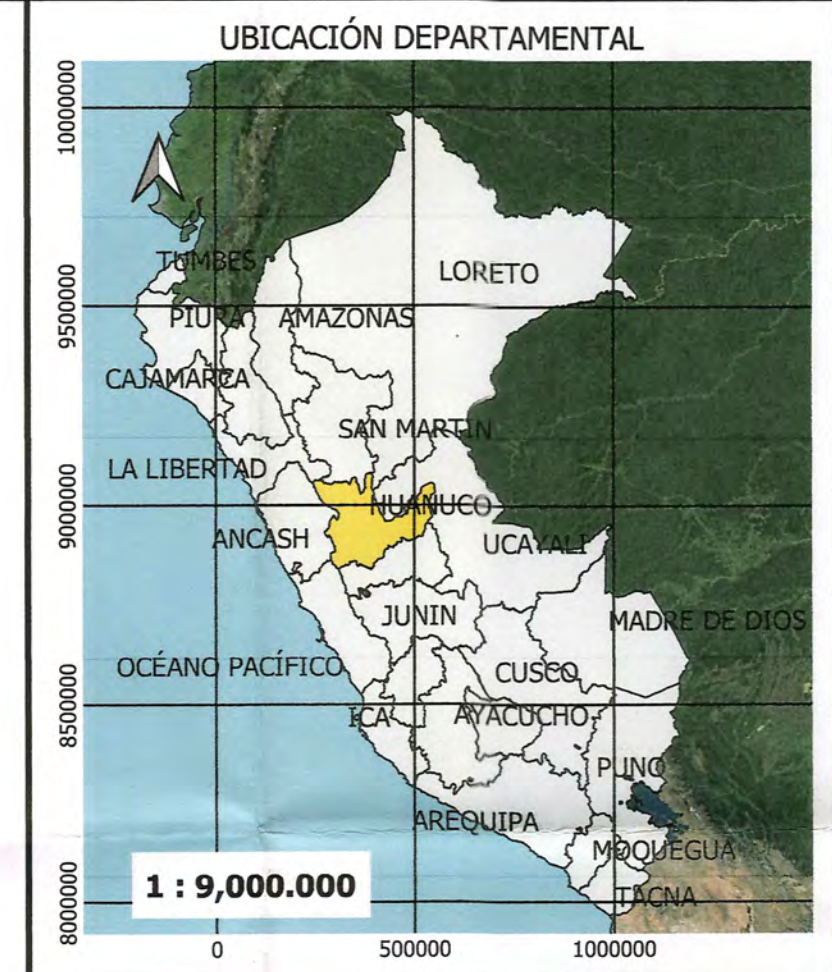 UBICACIÓN DEPARTAMENTAL
10000000
TUMBES
LORETO
9500000
PIURA
AMAZONAS
CAJAMARCA
SAN MARTIN
LA LIBERTAD
9000000
HUANUCO
ANCASH
UCAYALI
JUNIN
MADRE DE DIOS
OCÉANO PACÍFICO
CUSCO
8500000
ICA
AYACUCHO
PUNO
AREQUIPA
MOQUEGUA
1 : 9,000.000
TACNA
8000000
0
500000
1000000